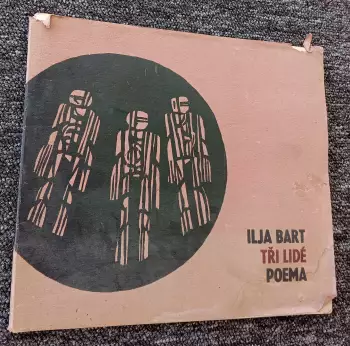 ILJA BART
TŘI LIDÉ
POEMA